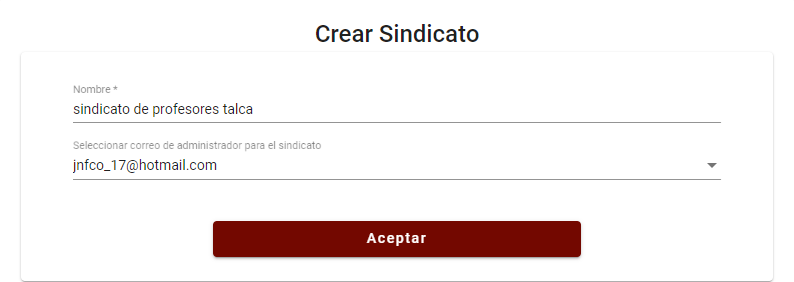 Crear Sindicato
Nombre *
sindicato de profesores talca
Seleccionar correo de administrador para el sindicato
jnfco_17@hotmail.com
Aceptar